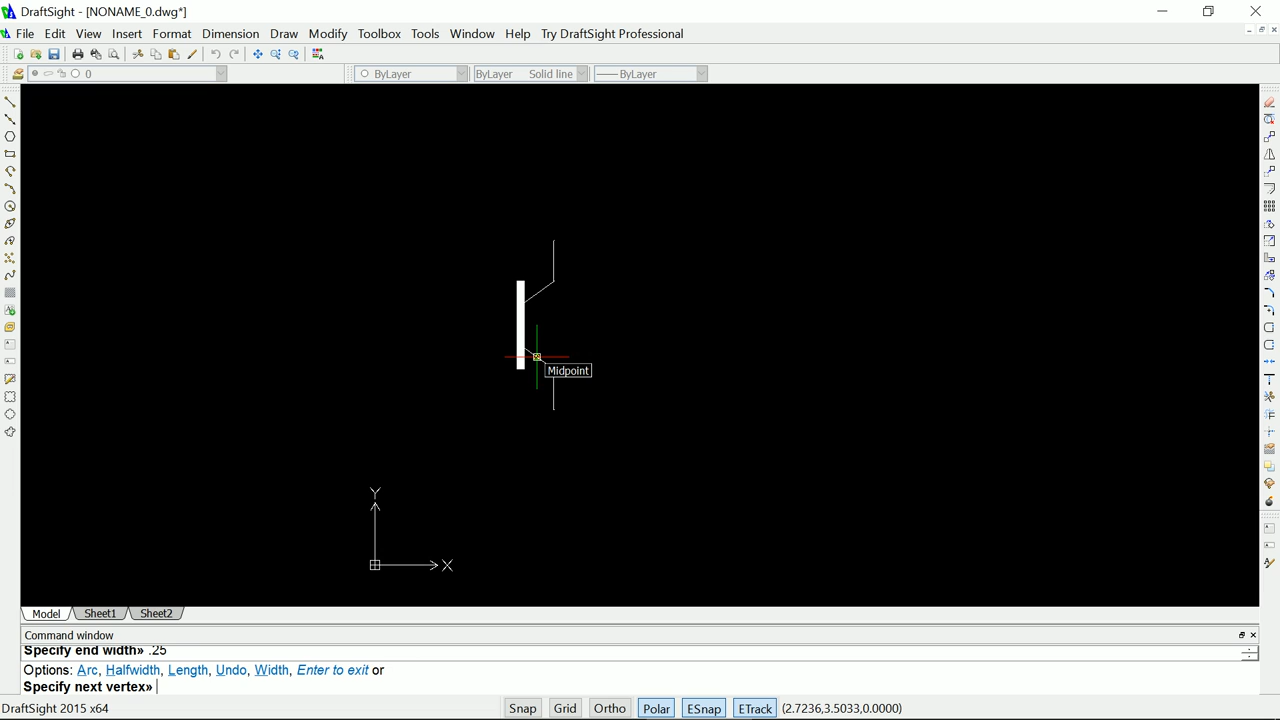 DraftSight - [NONAME_0.dwg*]
File Edit View Insert Format Dimension Draw Modify Toolbox Tools Window Help Try DraftSight Professional
0 ByLayer ByLayer Solid line ByLayer
Midpoint
Y
X
Model Sheet1 Sheet2
Command window
Specify end width» .25
Options: Arc, Halfwidth, Length, Undo, Width, Enter to exit or
Specify next vertex»
DraftSight 2015 x64 Snap Grid Ortho Polar ESnap ETrack (2.7236,3.5033,0.0000)